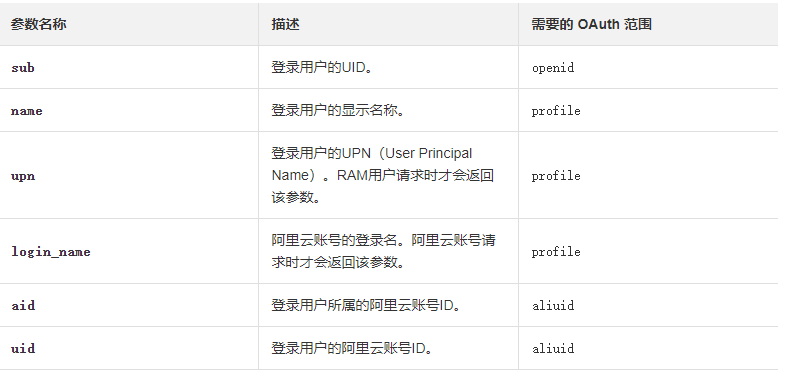 参数名称 描述 需要的 OAuth 范围
sub 登录用户的UID。 openid
name 登录用户的显示名称。 profile
upn 登录用户的UPN（User Principal
Name）。RAM用户请求时才会返回 profile
该参数。
login_name 阿里云账号的登录名。阿里云账号请 profile
求时才会返回该参数。
aid 登录用户所属的阿里云账号ID。 aliuid
uid 登录用户的阿里云账号ID。 aliuid